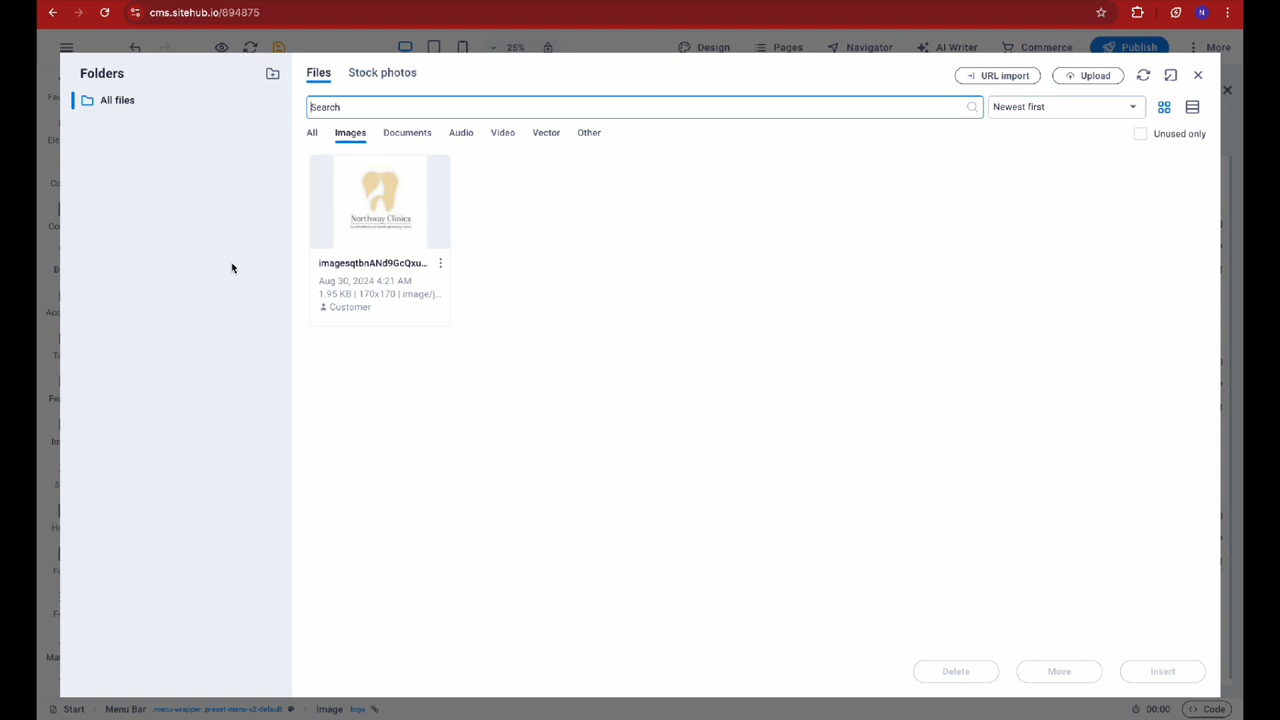 cms.sitehub.io/894875
N
25%
Design
Pages
Navigator
AI Writer
Commerce
Publish
More
Folders
All files
Files
Stock photos
URL import
Upload
Search
Newest first
All
Images
Documents
Audio
Video
Vector
Other
Unused only
Northway Clinics
imagesqtbnANd9GcQxu...
Aug 30, 2024 4:21 AM
1.95 KB | 170x170 | image/j...
Customer
Delete
Move
Insert
Start
Menu Bar
.menu-wrapper .preset-menu-v2-default
Image
.logo
00:00
Code